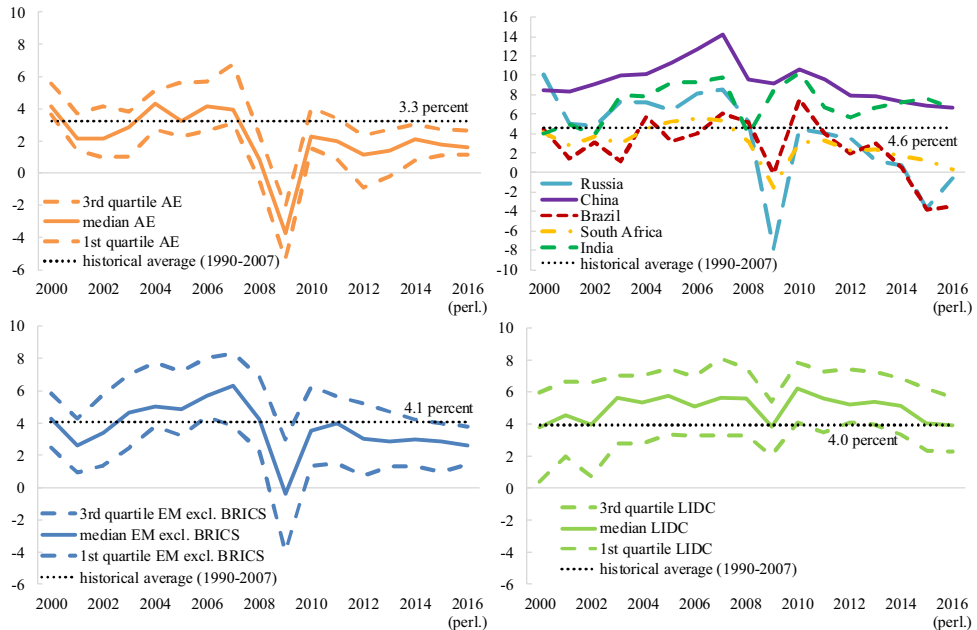 10
8
6
4
2
0
-2
-4
-6
3.3 percent
3rd quartile AE
median AE
1st quartile AE
historical average (1990-2007)
2000 2002 2004 2006 2008 2010 2012 2014 2016
(perl.)
16
14
12
10
8
6
4
2
0
-2
-4
-6
-8
-10
4.6 percent
Russia
China
Brazil
South Africa
India
historical average (1990-2007)
2000 2002 2004 2006 2008 2010 2012 2014 2016
(perl.)
10
8
6
4
2
0
-2
-4
-6
4.1 percent
3rd quartile EM excl. BRICS
median EM excl. BRICS
1st quartile EM excl. BRICS
historical average (1990-2007)
2000 2002 2004 2006 2008 2010 2012 2014 2016
(perl.)
10
8
6
4
2
0
-2
-4
-6
4.0 percent
3rd quartile LIDC
median LIDC
1st quartile LIDC
historical average (1990-2007)
2000 2002 2004 2006 2008 2010 2012 2014 2016
(perl.)